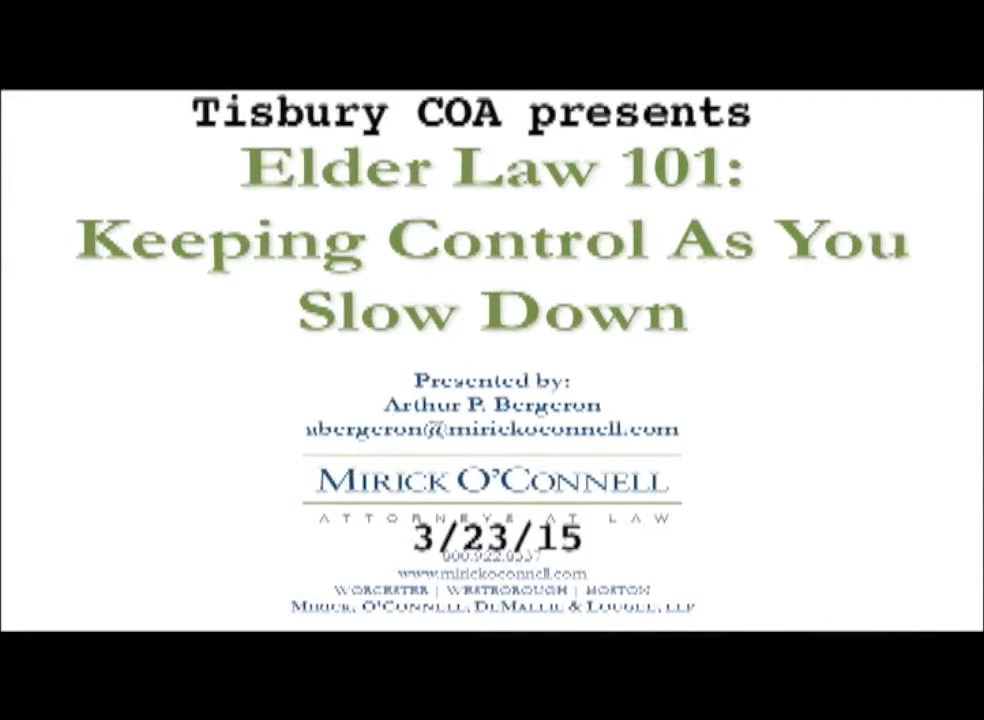 Tisbury COA presents
Elder Law 101:
Keeping Control As You
Slow Down
Presented by:
Arthur P. Bergeron
abergeron@mirickoconnell.com
MIRICK O'CONNELL
ATTORNEYS AT LAW
3/23/15
www.mirickoconnell.com
WORCESTER | WESTBOROUGH | BOSTON
MIRICK, O'CONNELL, DEMALLIE & LOUGEE, LLP